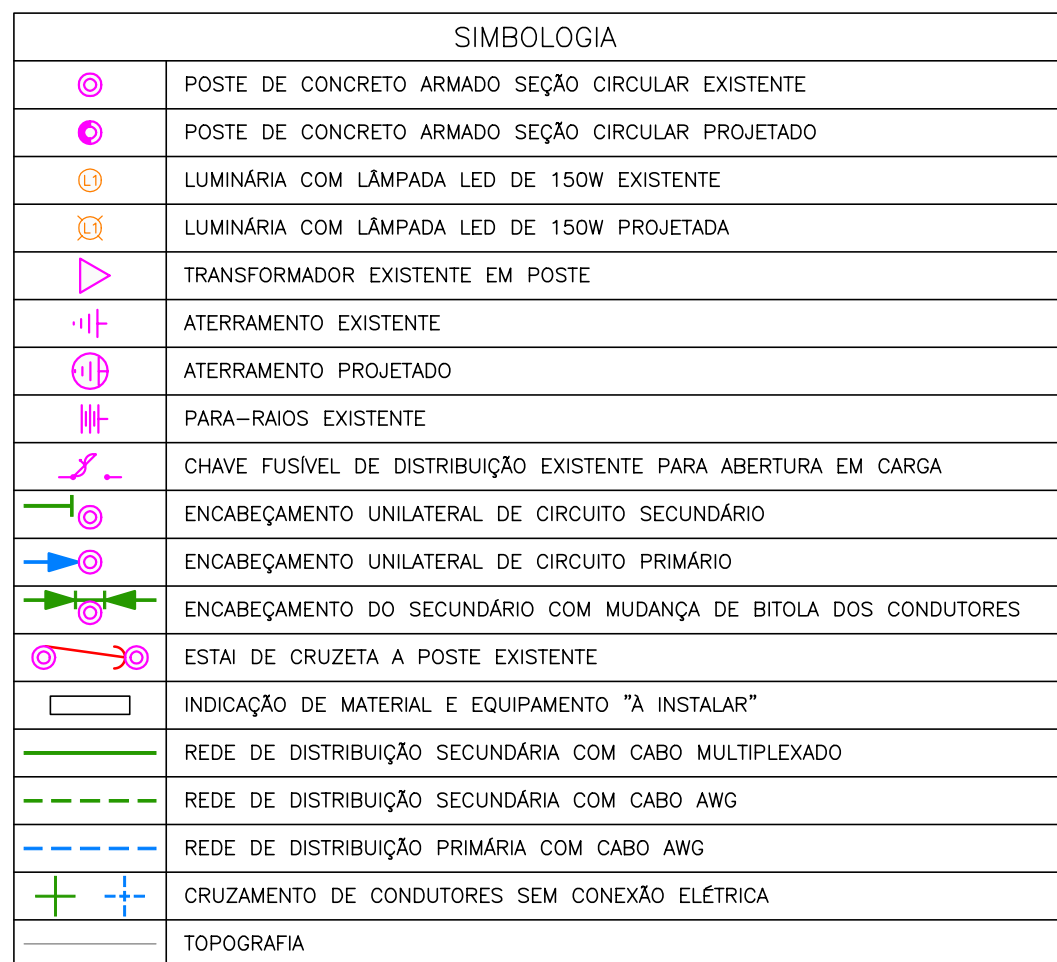 SIMBOLOGIA
POSTE DE CONCRETO ARMADO SEÇÃO CIRCULAR EXISTENTE
POSTE DE CONCRETO ARMADO SEÇÃO CIRCULAR PROJETADO
L1 LUMINÁRIA COM LÂMPADA LED DE 150W EXISTENTE
L1 LUMINÁRIA COM LÂMPADA LED DE 150W PROJETADA
TRANSFORMADOR EXISTENTE EM POSTE
ATERRAMENTO EXISTENTE
ATERRAMENTO PROJETADO
PARA-RAIOS EXISTENTE
CHAVE FUSÍVEL DE DISTRIBUIÇÃO EXISTENTE PARA ABERTURA EM CARGA
ENCABEÇAMENTO UNILATERAL DE CIRCUITO SECUNDÁRIO
ENCABEÇAMENTO UNILATERAL DE CIRCUITO PRIMÁRIO
ENCABEÇAMENTO DO SECUNDÁRIO COM MUDANÇA DE BITOLA DOS CONDUTORES
ESTAI DE CRUZETA A POSTE EXISTENTE
INDICAÇÃO DE MATERIAL E EQUIPAMENTO "À INSTALAR"
REDE DE DISTRIBUIÇÃO SECUNDÁRIA COM CABO MULTIPLEXADO
REDE DE DISTRIBUIÇÃO SECUNDÁRIA COM CABO AWG
REDE DE DISTRIBUIÇÃO PRIMÁRIA COM CABO AWG
CRUZAMENTO DE CONDUTORES SEM CONEXÃO ELÉTRICA
TOPOGRAFIA